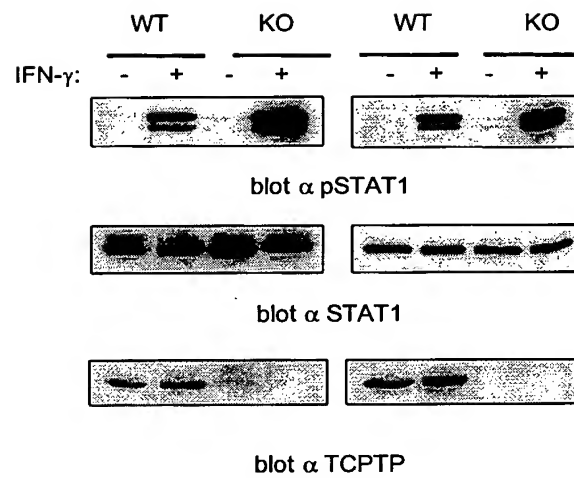 WT KO WT KO
IFN-γ: - + - + - + - +
blot α pSTAT1
blot α STAT1
blot α TCPTP